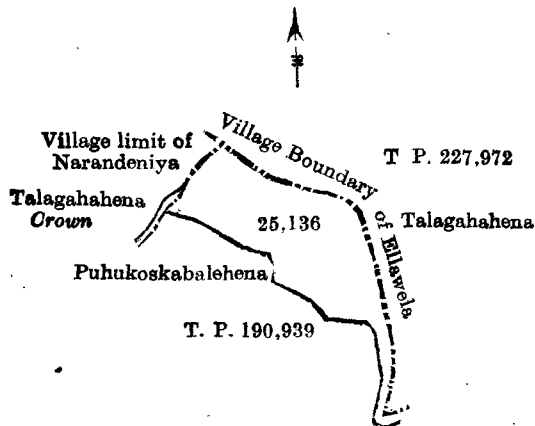 Village Boundary of Ellawela
Village limit of
Narandeniya
T P. 227,972
Talagahahena
Crown
25,136
Talagahahena
Puhukoskabalehena
T. P. 190,939